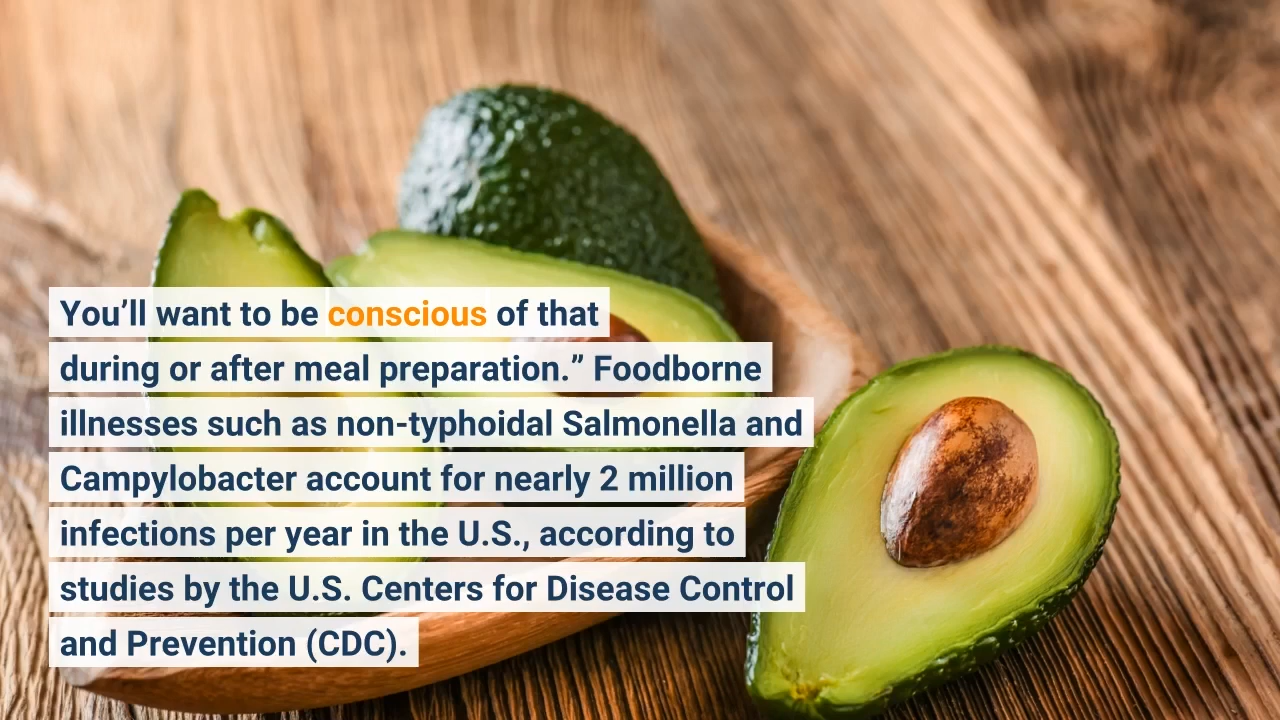 You’ll want to be conscious of that
during or after meal preparation.” Foodborne
illnesses such as non-typhoidal Salmonella and
Campylobacter account for nearly 2 million
infections per year in the U.S., according to
studies by the U.S. Centers for Disease Control
and Prevention (CDC).